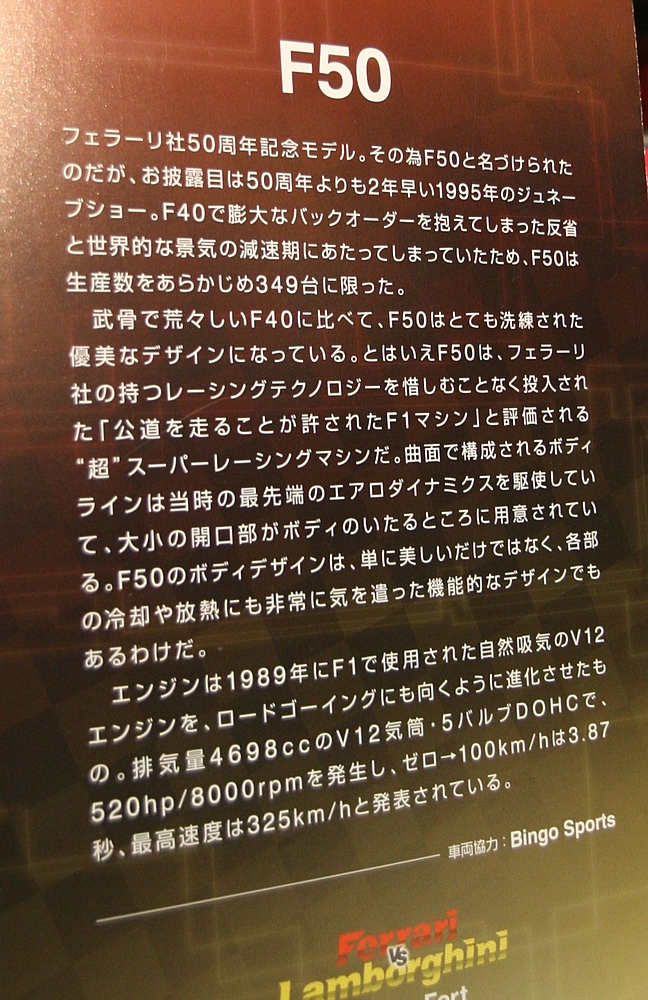 F50
フェラーリ社50周年記念モデル。その為F50と名づけられた
のだが、お披露目は50周年よりも2年早い1995年のジュネー
ブショー。F40で膨大なバックオーダーを抱えてしまった反省
と世界的な景気の減速期にあたってしまっていたため、F50は
生産数をあらかじめ349台に限った。
武骨で荒々しいF40に比べて、F50はとても洗練された
優美なデザインになっている。とはいえF50は、フェラーリ
社の持つレーシングテクノロジーを惜しむことなく投入され
た「公道を走ることが許されたF1マシン」と評価される
“超”スーパーレーシングマシンだ。曲面で構成されるボディ
ラインは当時の最先端のエアロダイナミクスを駆使してい
て、大小の開口部がボディのいたるところに用意されてい
る。F50のボディデザインは、単に美しいだけではなく、各部
の冷却や放熱にも非常に気を遣った機能的なデザインでも
あるわけだ。
エンジンは1989年にF1で使用された自然吸気のV12
エンジンを、ロードゴーイングにも向くように進化させたも
の。排気量4698ccのV12気筒・5バルブDOHCで、
520hp/8000rpmを発生し、ゼロ→100km/hは3.87
秒、最高速度は325km/hと発表されている。
車両協力：Bingo Sports
Ferrari
VS
Lamborghini
Fort